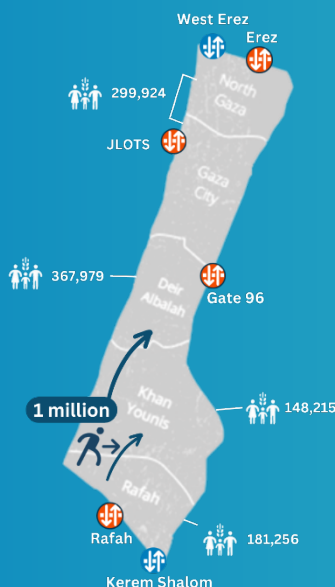 West Erez
Erez
299,924
North
Gaza
JLOTS
Gaza
City
367,979
Deir
Albalah
Gate 96
1 million
Khan
Younis
148,215
Rafah
181,256
Rafah
Kerem Shalom